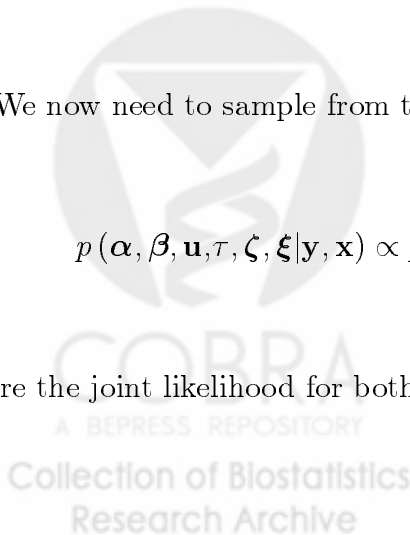 We now need to sample from t
p (α, β, u,τ, ζ, ξ|y, x) ∝
re the joint likelihood for both
COBRA
A BEPRESS REPOSITORY
Collection of Biostatistics
Research Archive